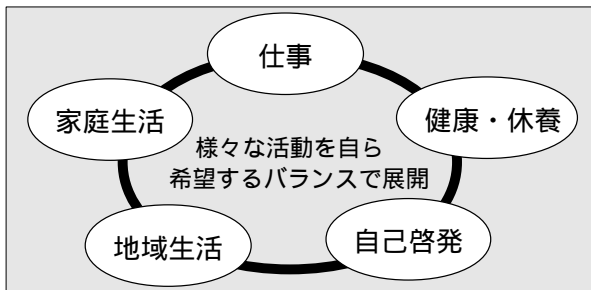 仕事
家庭生活
健康・休養
様々な活動を自ら
希望するバランスで展開
地域生活
自己啓発